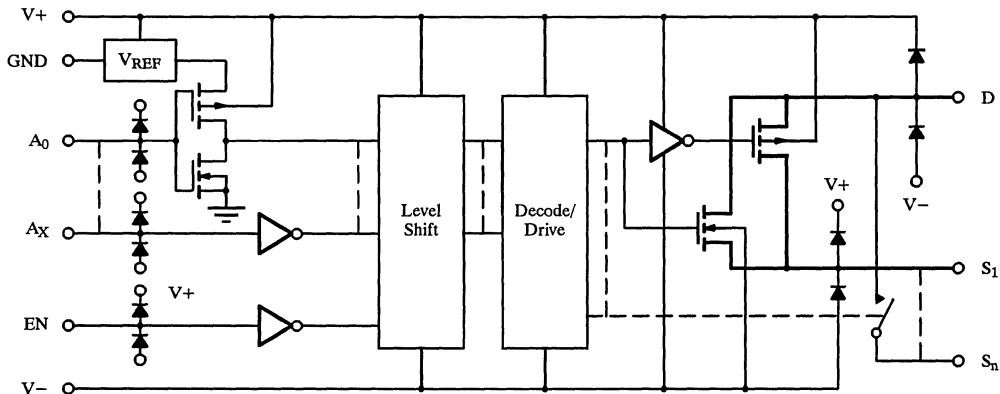 V+
GND
VREF
A0
AX
Level Shift
Decode/ Drive
D
V+
V−
V+
S1
EN
Sn
V−